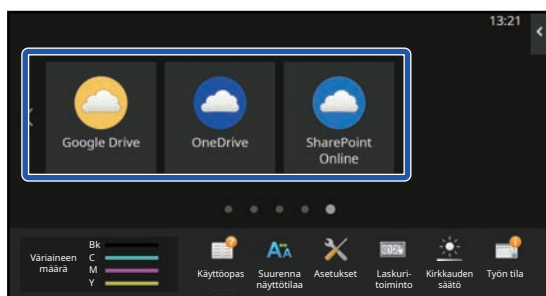 13:21
Google Drive
OneDrive
SharePoint
Online
Väriaineen
määrä
Bk
C
M
Y
Käyttöopas
Suurenna
näyttötilaa
Asetukset
Laskuri-
toiminto
Kirkkauden
säätö
Työn tila